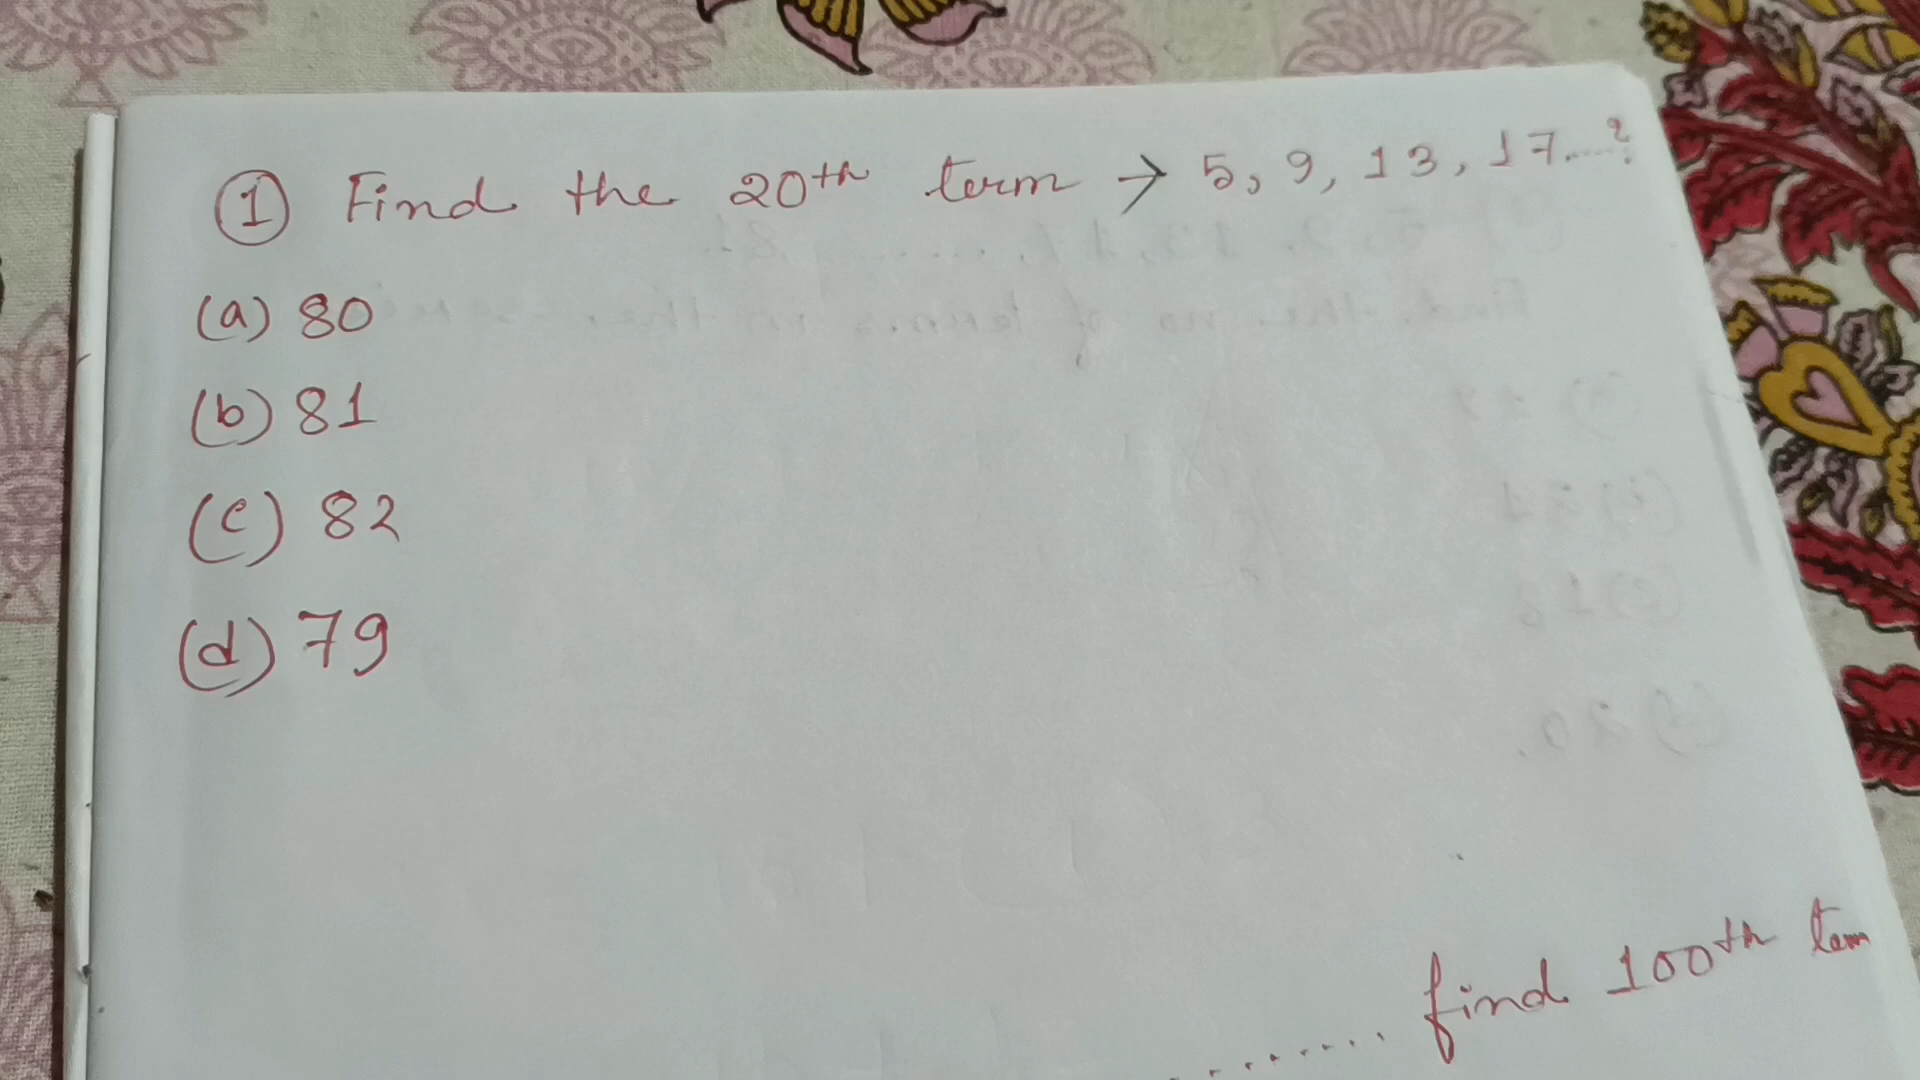 ① Find the 20th term → 5, 9, 13, 17.....?
(a) 80
(b) 81
(c) 82
(d) 79
........ find 100th term